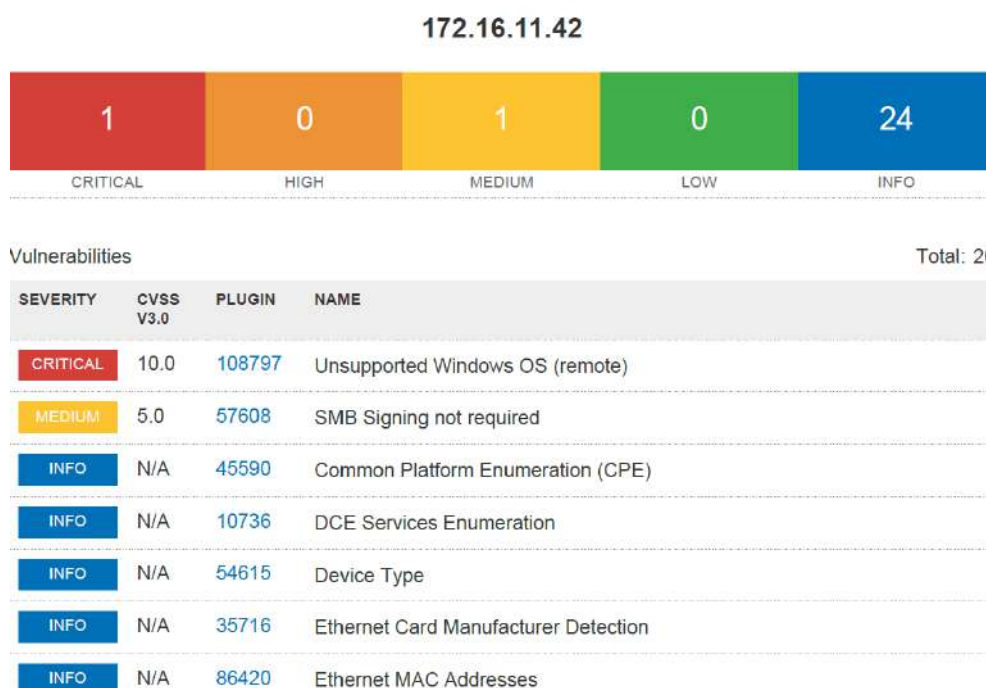 172.16.11.42
1 0 1 0 24
CRITICAL HIGH MEDIUM LOW INFO
Vulnerabilities Total:
SEVERITY CVSS V3.0 PLUGIN NAME
CRITICAL 10.0 108797 Unsupported Windows OS (remote)
MEDIUM 5.0 57608 SMB Signing not required
INFO N/A 45590 Common Platform Enumeration (CPE)
INFO N/A 10736 DCE Services Enumeration
INFO N/A 54615 Device Type
INFO N/A 35716 Ethernet Card Manufacturer Detection
INFO N/A 86420 Ethernet MAC Addresses